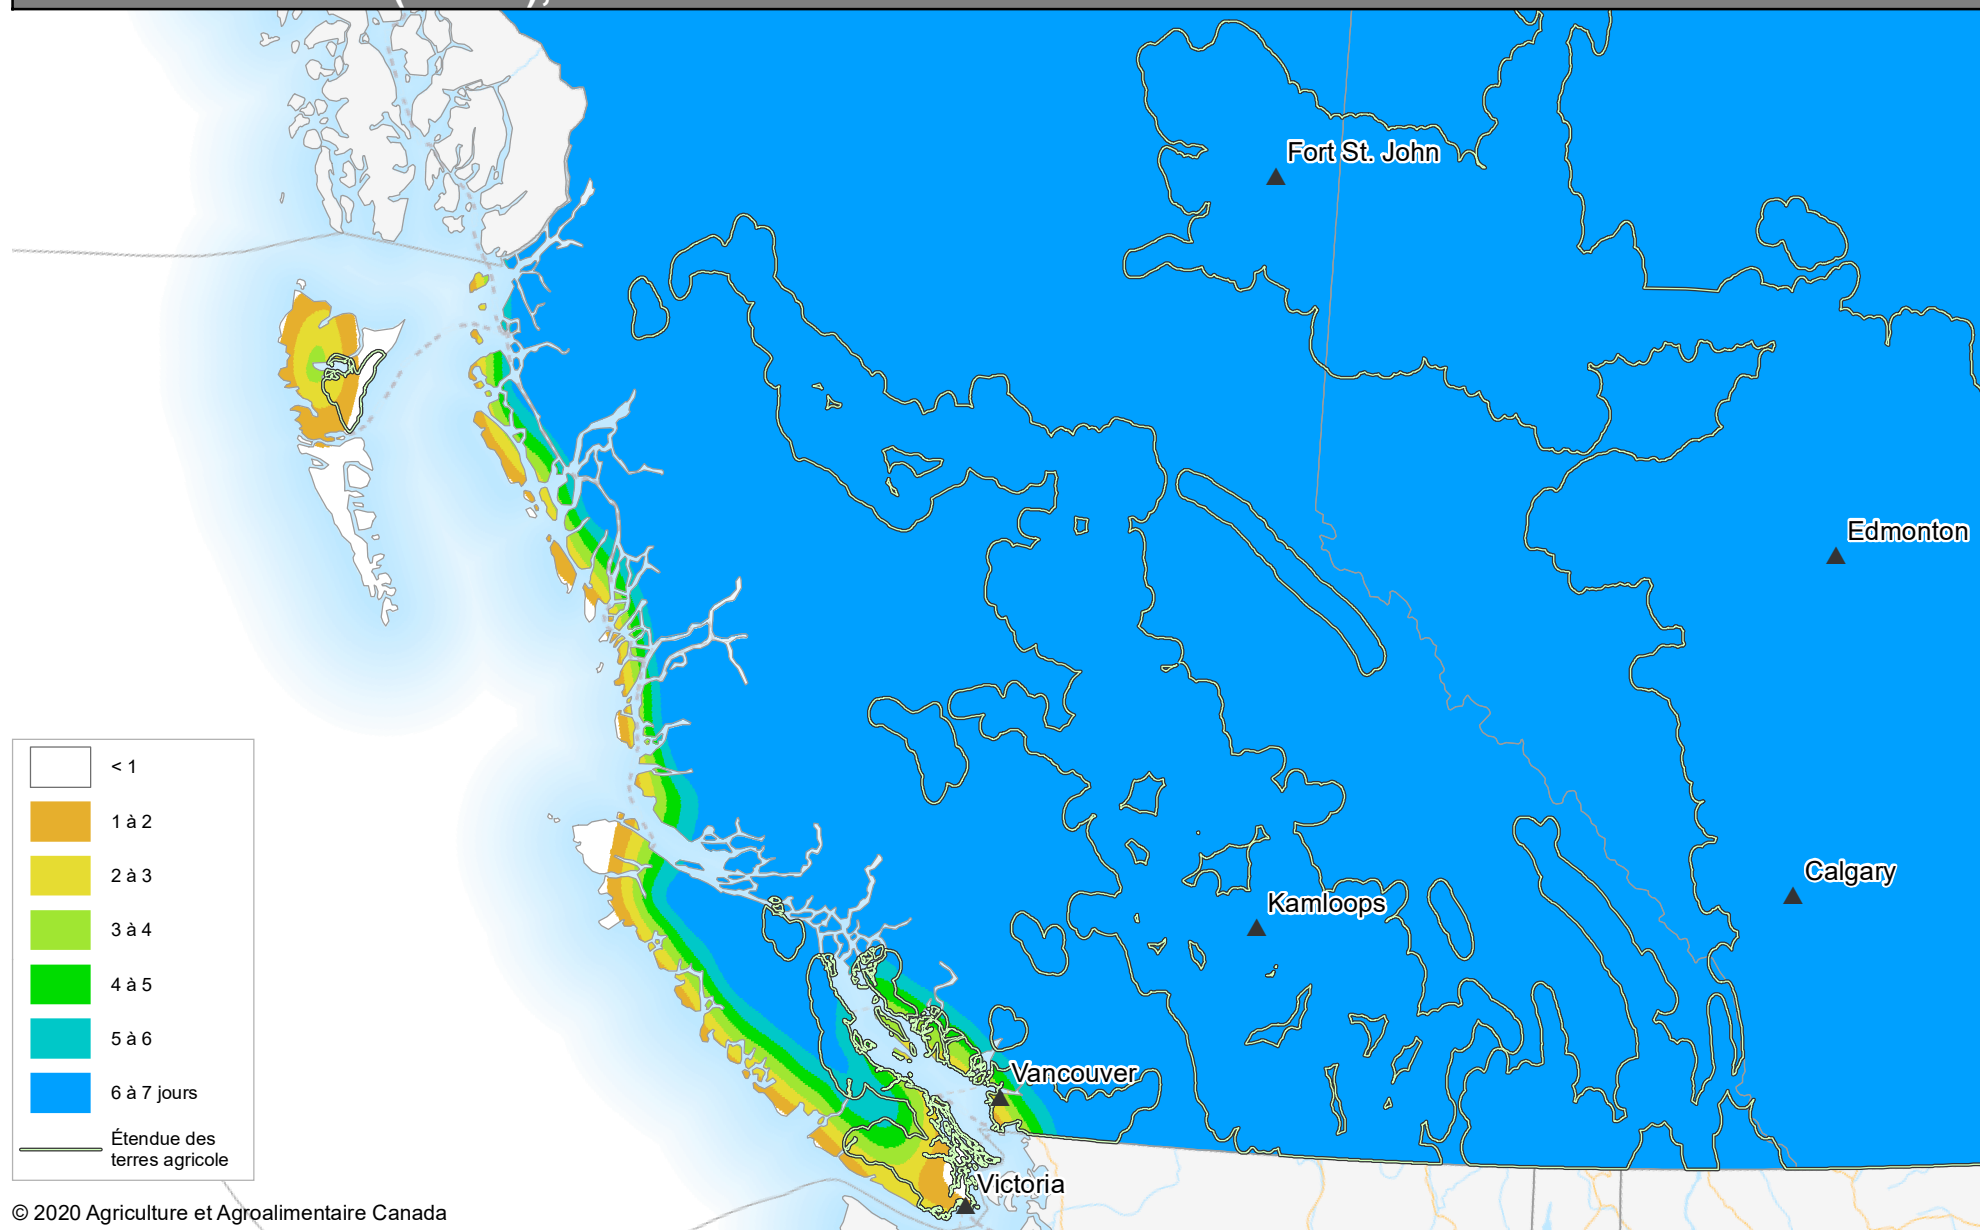 Fort St. John
Edmonton
Calgary
Kamloops
Vancouver
Victoria
< 1
1 à 2
2 à 3
3 à 4
4 à 5
5 à 6
6 à 7 jours
Étendue des
terres agricole
© 2020 Agriculture et Agroalimentaire Canada